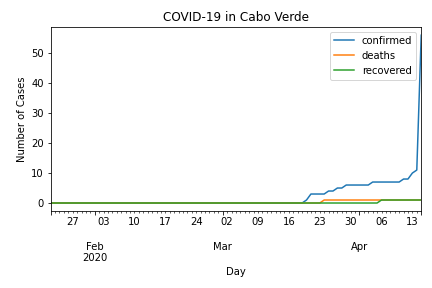 COVID-19 in Cabo Verde
confirmed
deaths
recovered
Number of Cases
50
40
30
20
10
0
27 03 10 17 24 02 09 16 23 30 06 13
Feb Mar Apr
2020
Day